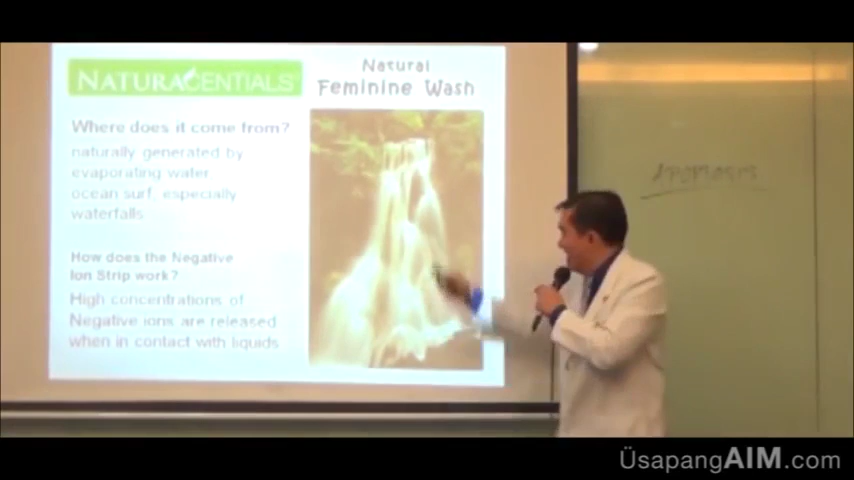 NATURACENTIALS
Natural
Feminine Wash
Where does it come from?
naturally generated by
evaporating water
ocean surf, especially
waterfalls
How does the Negative
Ion Strip work?
High concentrations of
Negative ions are released
when in contact with liquids
APOPTOSIS
ÜsapangAIM.com